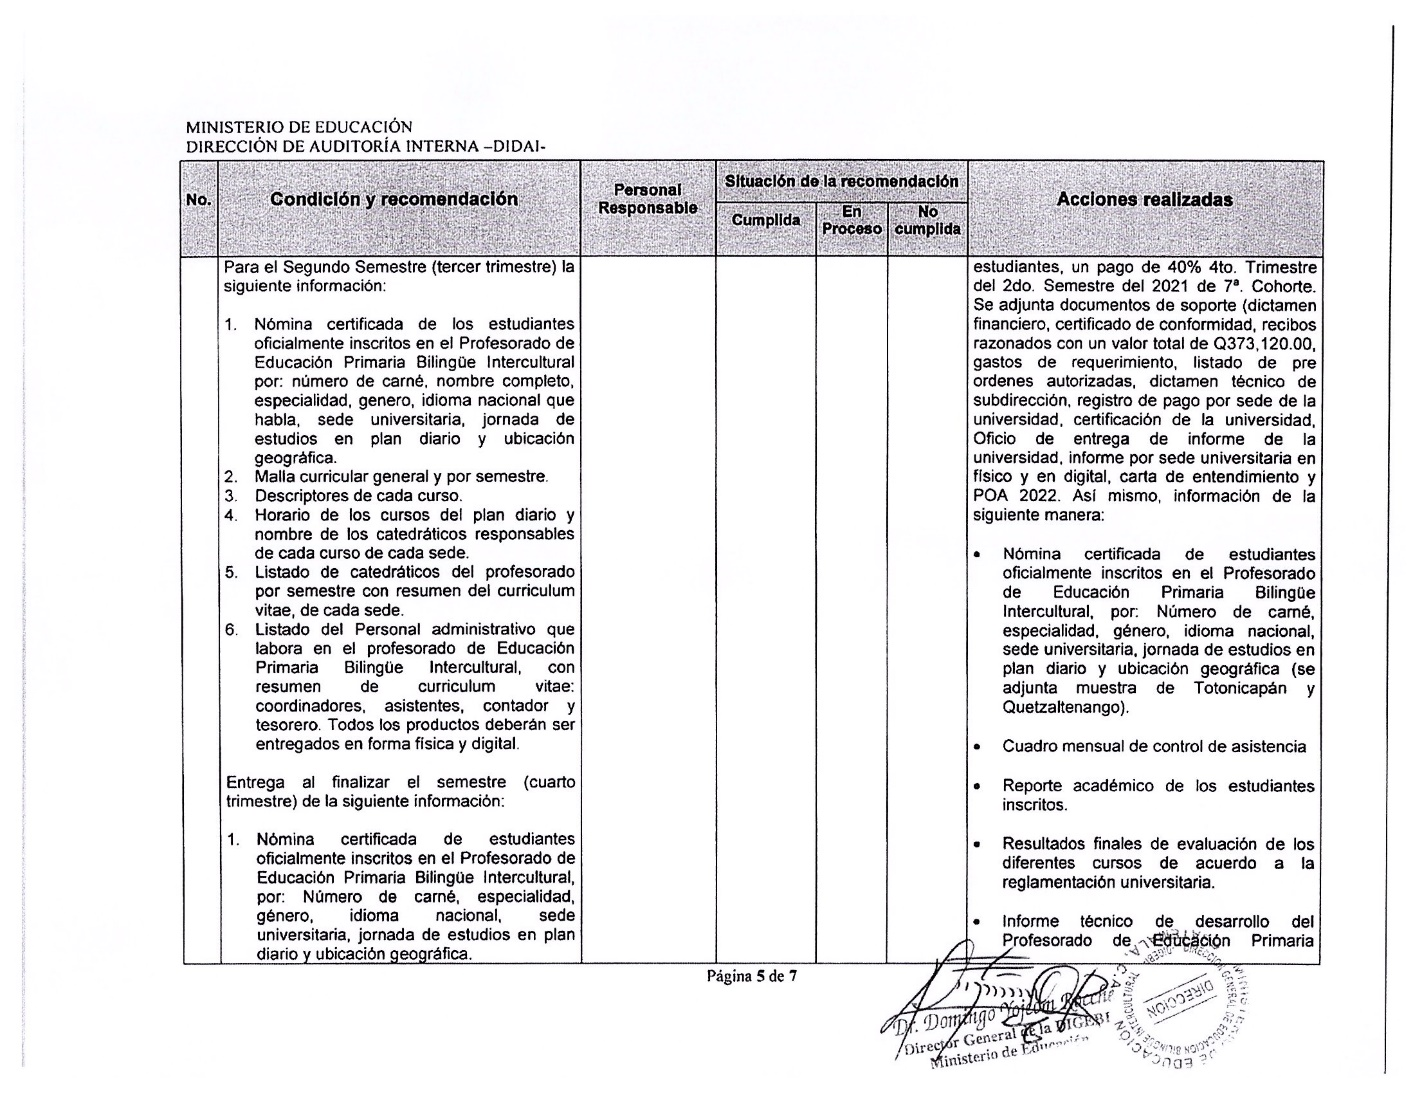 MINISTERIO DE EDUCACIÓN
DIRECCIÓN DE AUDITORÍA INTERNA –DIDAI-
No.
Condición y recomendación
Personal
Responsable
Situación de la recomendación
Cumplida
En
Proceso
No
cumplida
Acciones realizadas
Para el Segundo Semestre (tercer trimestre) la
siguiente información:
1. Nómina certificada de los estudiantes
oficialmente inscritos en el Profesorado de
Educación Primaria Bilingüe Intercultural
por: número de carné, nombre completo,
especialidad, genero, idioma nacional que
habla, sede universitaria, jornada de
estudios en plan diario y ubicación
geográfica.
2. Malla curricular general y por semestre.
3. Descriptores de cada curso.
4. Horario de los cursos del plan diario y
nombre de los catedráticos responsables
de cada curso de cada sede.
5. Listado de catedráticos del profesorado
por semestre con resumen del curriculum
vitae, de cada sede.
6. Listado del Personal administrativo que
labora en el profesorado de Educación
Primaria Bilingüe Intercultural, con
resumen de curriculum vitae:
coordinadores, asistentes, contador y
tesorero. Todos los productos deberán ser
entregados en forma física y digital.
Entrega al finalizar el semestre (cuarto
trimestre) de la siguiente información:
1. Nómina certificada de estudiantes
oficialmente inscritos en el Profesorado de
Educación Primaria Bilingüe Intercultural,
por: Número de carné, especialidad,
género, idioma nacional, sede
universitaria, jornada de estudios en plan
diario y ubicación geográfica.
estudiantes, un pago de 40% 4to. Trimestre
del 2do. Semestre del 2021 de 7ª. Cohorte.
Se adjunta documentos de soporte (dictamen
financiero, certificado de conformidad, recibos
razonados con un valor total de Q373,120.00,
gastos de requerimiento, listado de pre
ordenes autorizadas, dictamen técnico de
subdirección, registro de pago por sede de la
universidad, certificación de la universidad,
Oficio de entrega de informe de la
universidad, informe por sede universitaria en
físico y en digital, carta de entendimiento y
POA 2022. Así mismo, información de la
siguiente manera:
• Nómina certificada de estudiantes
oficialmente inscritos en el Profesorado
de Educación Primaria Bilingüe
Intercultural, por: Número de carné,
especialidad, género, idioma nacional,
sede universitaria, jornada de estudios en
plan diario y ubicación geográfica (se
adjunta muestra de Totonicapán y
Quetzaltenango).
• Cuadro mensual de control de asistencia
• Reporte académico de los estudiantes
inscritos.
• Resultados finales de evaluación de los
diferentes cursos de acuerdo a la
reglamentación universitaria.
• Informe técnico de desarrollo del
Profesorado de Educación Primaria
Página 5 de 7
Dr. Domingo Yojcom Rocché
Director General de la DIGEBI
Ministerio de Educación
DIRECCION